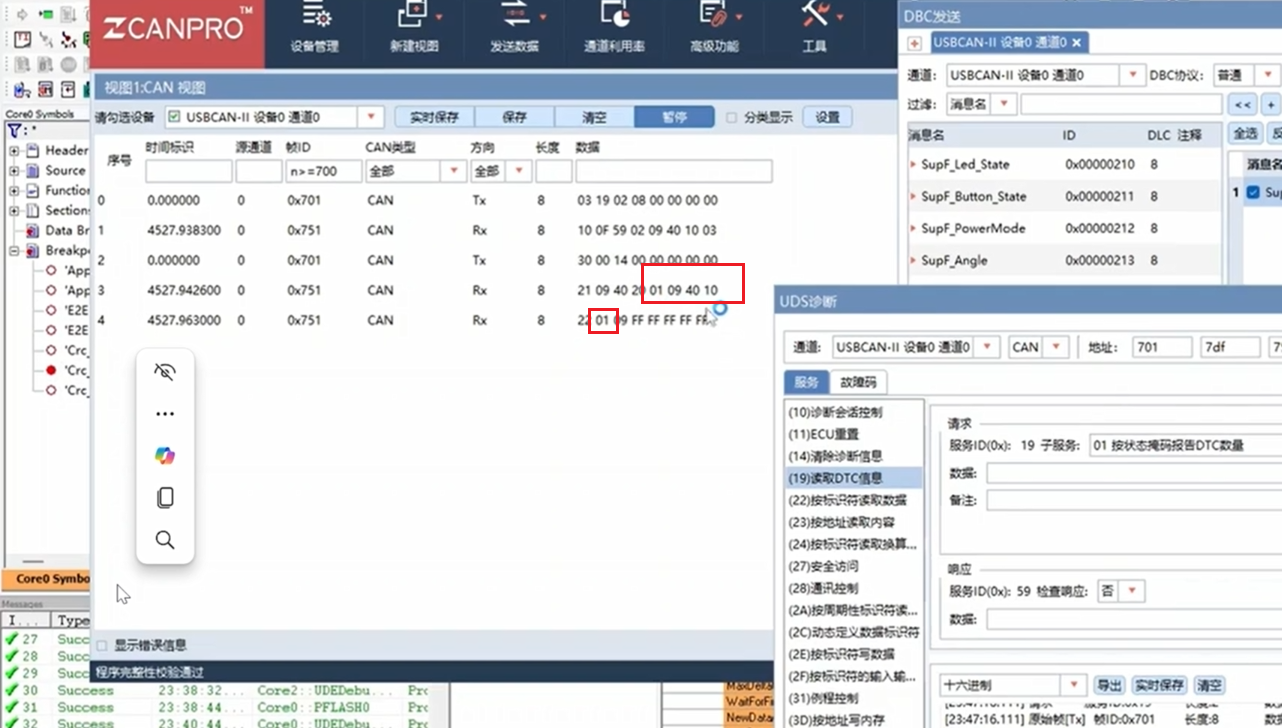 ZCANPRO™
设备管理
新建视图
发送数据
通道利用率
高级功能
工具
视图1:CAN 视图
请勾选设备 USBCAN-II 设备0 通道0 实时保存 保存 清空 暂停 分类显示 设置
序号 时间标识 源通道 帧ID CAN类型 方向 长度 数据
n>=700 全部 全部
0 0.000000 0 0x701 CAN Tx 8 03 19 02 08 00 00 00 00
1 4527.938300 0 0x751 CAN Rx 8 10 0F 59 02 09 40 10 03
2 0.000000 0 0x701 CAN Tx 8 30 00 14 00 00 00 00 00
3 4527.942600 0 0x751 CAN Rx 8 21 09 40 20 01 09 40 10
4 4527.963000 0 0x751 CAN Rx 8 22 01 09 FF FF FF FF FF
显示错误信息
程序完整性校验通过
Core0 Symbols
: *
Header
Source
Functior
Section:
Data Br
Breakpo
'App
'App
'E2E
'E2E
'Crc_
'Crc_
'Crc_
Core0 Symbo
Messages
I... Type
27 Succ
28 Succ
29 Succ
30 Success 23:38:32... Core2::UDEDebu... Pro
31 Success 23:38:44... Core0::PFLASH0 Pro
32 Success 23:40:44... Core0::UDEDebu... Pro
MaxDelta
WaitForFi
NewData
DBC发送
USBCAN-II 设备0 通道0
通道: USBCAN-II 设备0 通道0 DBC协议: 普通
过滤: 消息名 << +
消息名 ID DLC 注释 全选
SupF_Led_State 0x00000210 8
SupF_Button_State 0x00000211 8
SupF_PowerMode 0x00000212 8
SupF_Angle 0x00000213 8
消息名
1 Sup
UDS诊断
通道: USBCAN-II 设备0 通道0 CAN 地址: 701 7df
服务 故障码
(10)诊断会话控制
(11)ECU重置
(14)清除诊断信息
(19)读取DTC信息
(22)按标识符读取数据
(23)按地址读取内容
(24)按标识符读取换算...
(27)安全访问
(28)通讯控制
(2A)按周期性标识符读...
(2C)动态定义数据标识符
(2E)按标识符写数据
(2F)按标识符的输入输...
(31)例程控制
(3D)按地址写内存
请求
服务ID(0x): 19 子服务: 01 按状态掩码报告DTC数量
数据:
备注:
响应
服务ID(0x): 59 检查响应: 否
数据:
十六进制 导出 实时保存 清空
[23:47:16.111] 原始帧[Tx] 帧ID:0x701 长度: